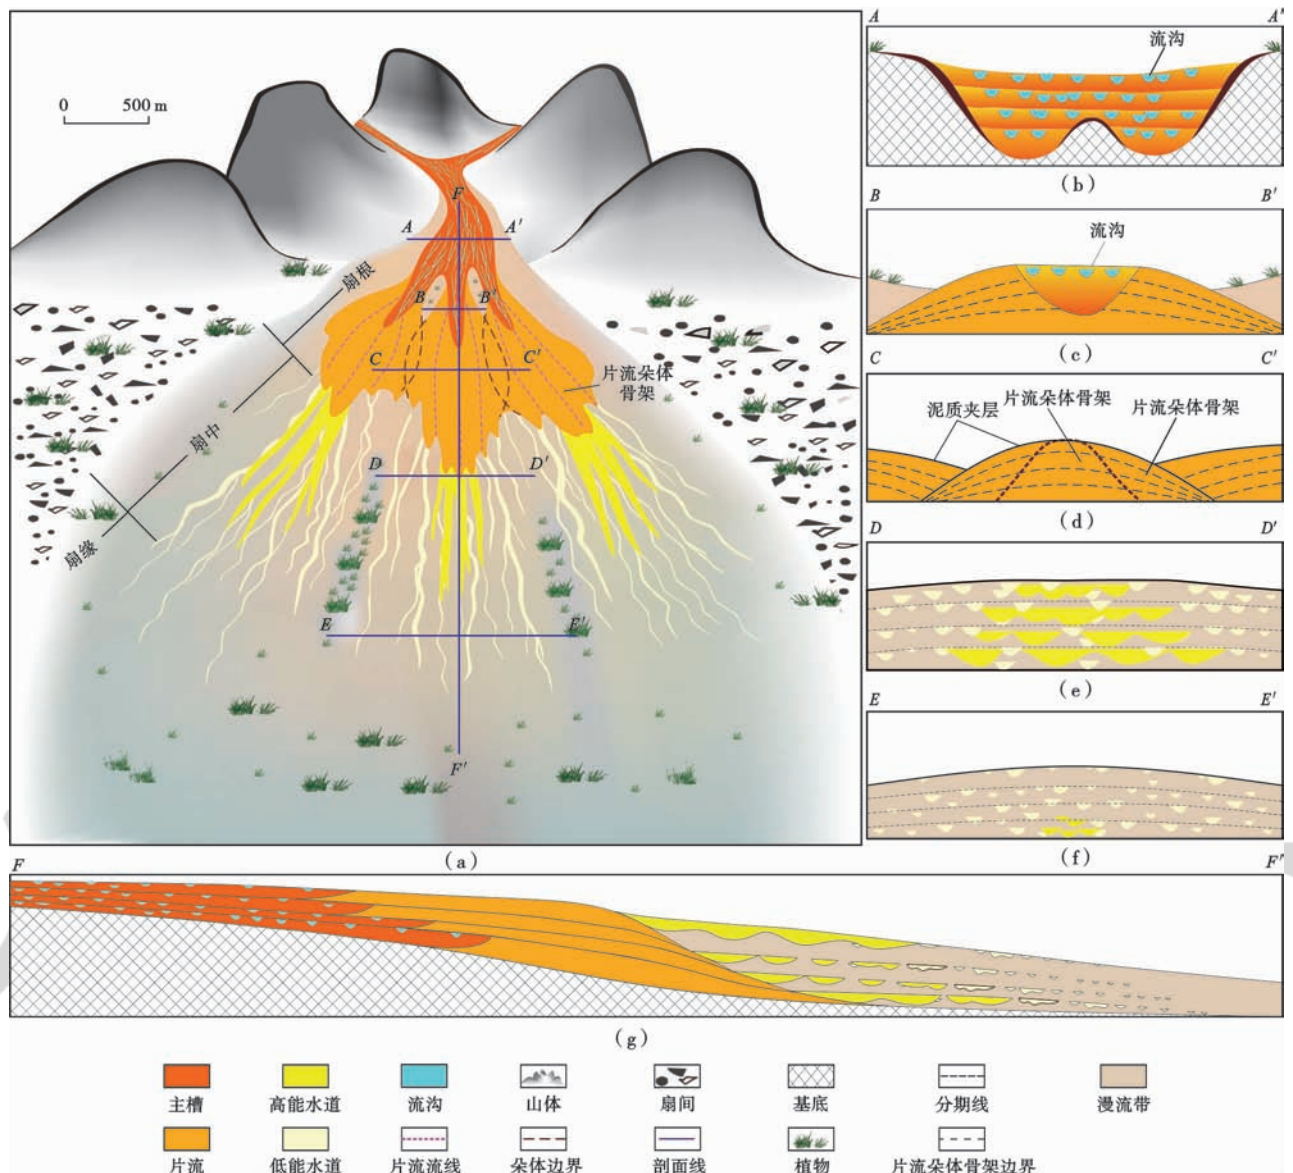 0 500 m
F
A A′
扇根
B B′
C C′
片流朵体
骨架
扇中
D D′
扇缘
E E′
F′
(a)
A A′
流沟
(b)
B B′
流沟
(c)
C C′
泥质夹层 片流朵体骨架 片流朵体骨架
(d)
D D′
(e)
E E′
(f)
F F′
(g)
主槽 高能水道 流沟 山体 扇间 基底 分期线 漫流带
片流 低能水道 片流流线 朵体边界 剖面线 植物 片流朵体骨架边界